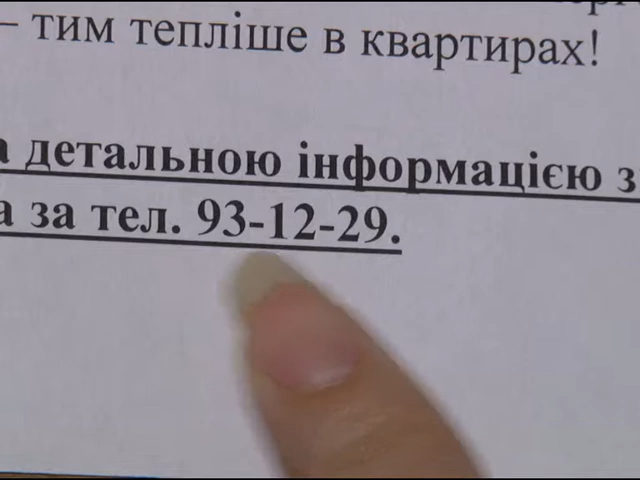 – тим тепліше в квартирах!
а детальною інформацією з
а за тел. 93-12-29.